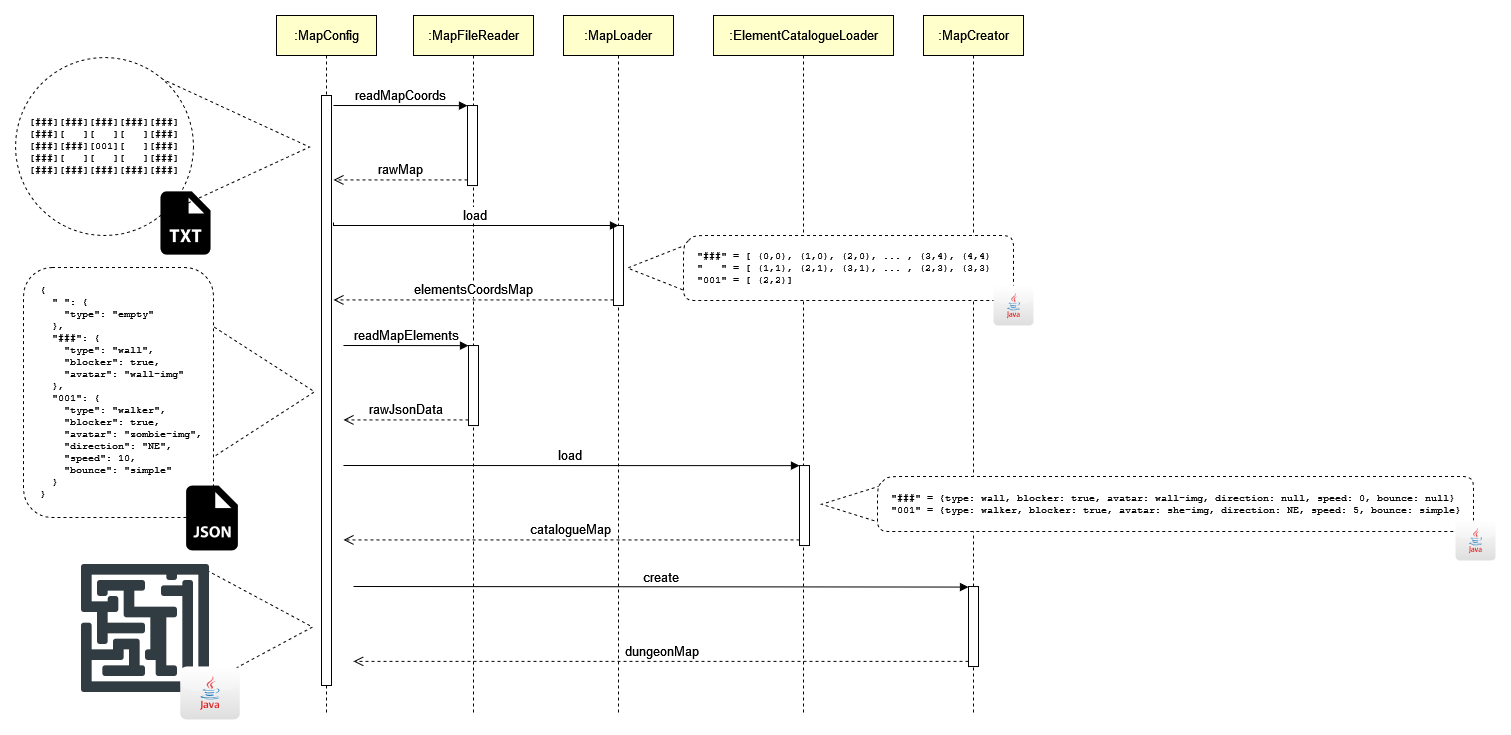 :MapConfig
:MapFileReader
:MapLoader
:ElementCatalogueLoader
:MapCreator
readMapCoords
[###][###][###][###][###]
[###][   ][   ][   ][###]
[###][###][001][   ][###]
[###][   ][   ][   ][###]
[###][###][###][###][###]
TXT
rawMap
load
"###" = [ (0,0), (1,0), (2,0), ... , (3,4), (4,4)
"   " = [ (1,1), (2,1), (3,1), ... , (2,3), (3,3)
"001" = [ (2,2)]
Java
elementsCoordsMap
{
  " ": {
    "type": "empty"
  },
  "###": {
    "type": "wall",
    "blocker": true,
    "avatar": "wall-img"
  },
  "001": {
    "type": "walker",
    "blocker": true,
    "avatar": "zombie-img",
    "direction": "NE",
    "speed": 10,
    "bounce": "simple"
  }
}
JSON
readMapElements
rawJsonData
load
"###" = {type: wall, blocker: true, avatar: wall-img, direction: null, speed: 0, bounce: null}
"001" = {type: walker, blocker: true, avatar: she-img, direction: NE, speed: 5, bounce: simple}
Java
catalogueMap
create
dungeonMap
Java